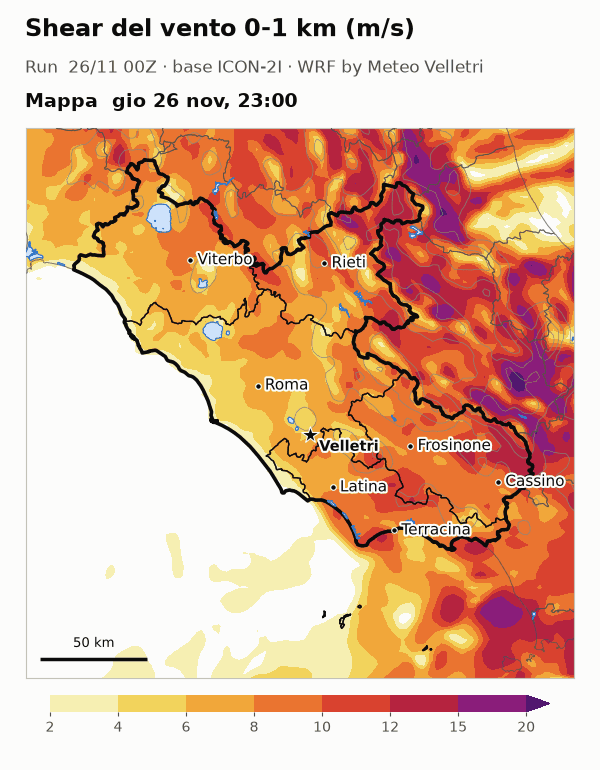 Shear del vento 0-1 km (m/s)
Run  26/11 00Z · base ICON-2I · WRF by Meteo Velletri
Mappa  gio 26 nov, 23:00
Viterbo
Rieti
Roma
Velletri
Frosinone
Latina
Cassino
Terracina
50 km
2 4 6 8 10 12 15 20